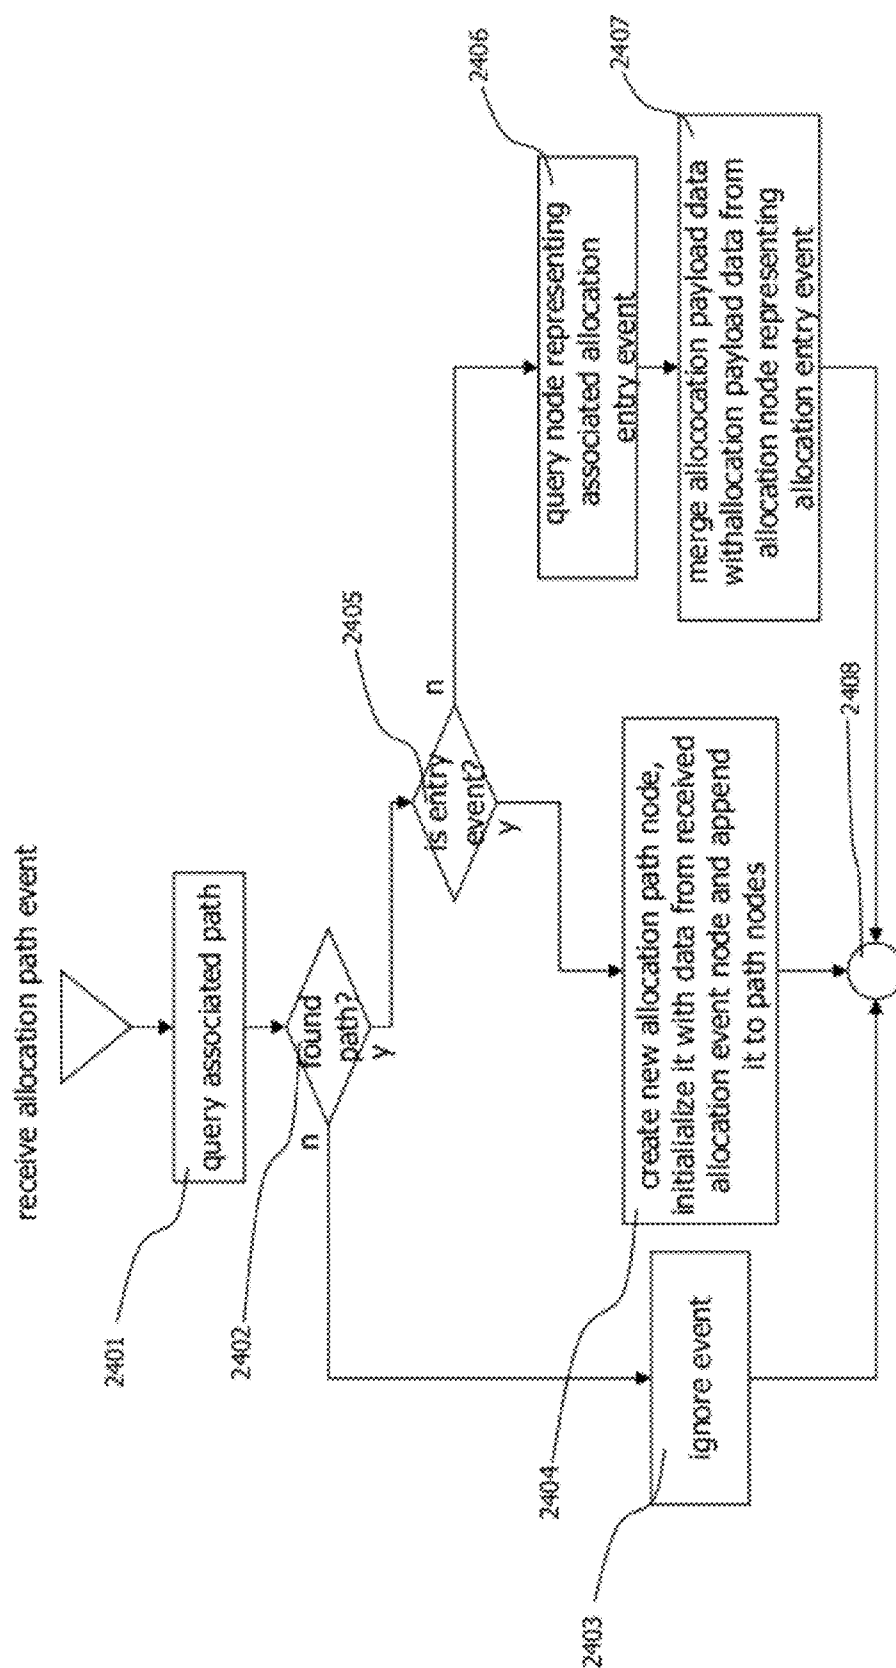 receive allocation path event
2401
query associated path
2402
found
path?
n
y
2405
is entry
event?
n
y
2406
query node representing
associated allocation
entry event
2407
merge allococation payload data
withallocation payload data from
allocation node representing
allocation entry event
2404
create new allocation path node,
initialialize it with data from received
allocation event node and append
it to path nodes
2403
ignore event
2408